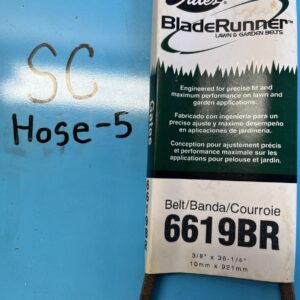 SC
Hose-5
Gates
BladeRunner™
LAWN & GARDEN BELTS
Engineered for precise fit and
maximum performance on lawn and
garden applications.
Fabricado con ingeniería para un
preciso ajuste y máximo desempeño
en aplicaciones de jardinería.
Conception pour ajustement précis
et performance maximale sur les
applications pour pelouse et jardin.
Belt/Banda/Courroie
6619BR
3/8" x 36-1/4"
10mm x 921mm
Gates